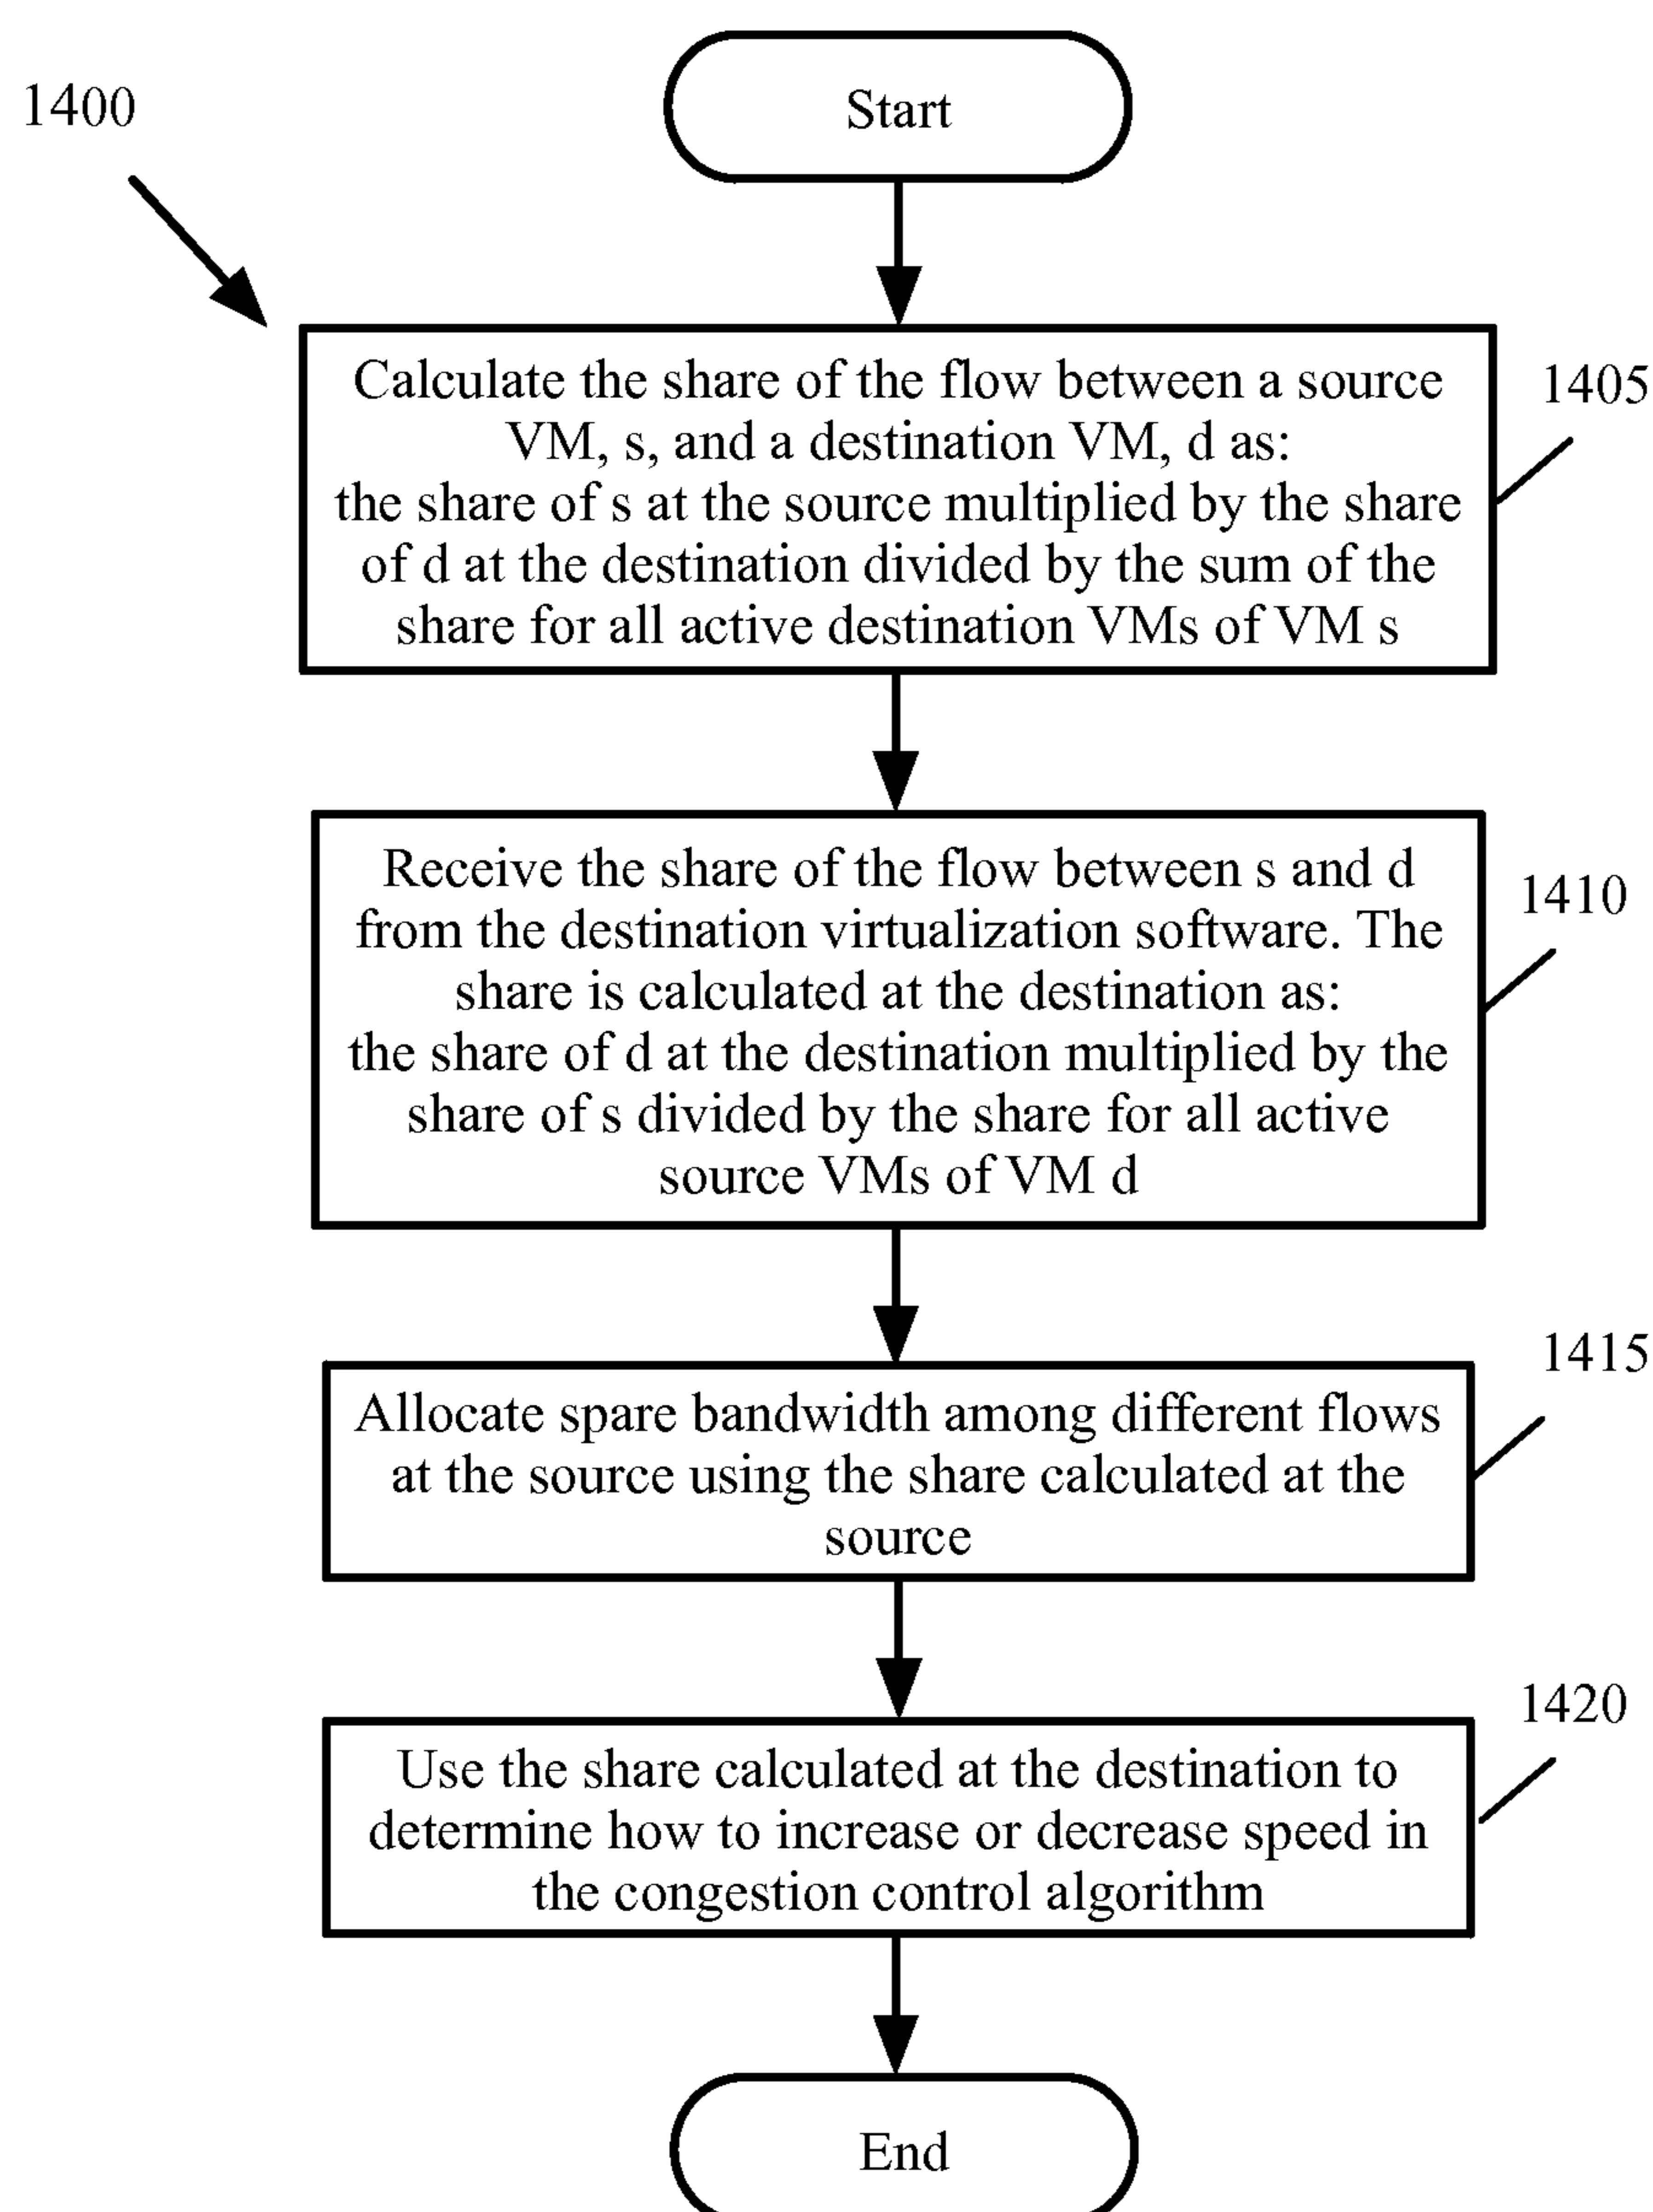 Start
1400
Calculate the share of the flow between a source
VM, s, and a destination VM, d as:
the share of s at the source multiplied by the share
of d at the destination divided by the sum of the
share for all active destination VMs of VM s
1405
Receive the share of the flow between s and d
from the destination virtualization software. The
share is calculated at the destination as:
the share of d at the destination multiplied by the
share of s divided by the share for all active
source VMs of VM d
1410
Allocate spare bandwidth among different flows
at the source using the share calculated at the
source
1415
Use the share calculated at the destination to
determine how to increase or decrease speed in
the congestion control algorithm
1420
End